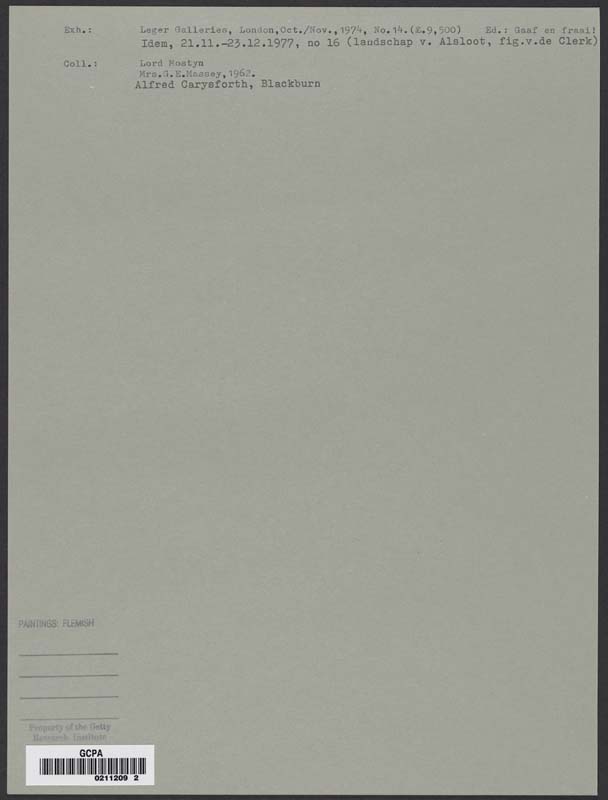 Exh.: Leger Galleries, London,Oct./Nov.,1974, No.14.(£.9,500) Ed.: Gaaf en fraai!
Idem, 21.11.-23.12.1977, no 16 (landschap v. Alsloot, fig.v.de Clerk)
Coll.: Lord Mostyn
Mrs.G.E.Massey,1962.
Alfred Carysforth, Blackburn
PAINTINGS: FLEMISH
Property of the Getty
Research Institute
GCPA
0211209 2